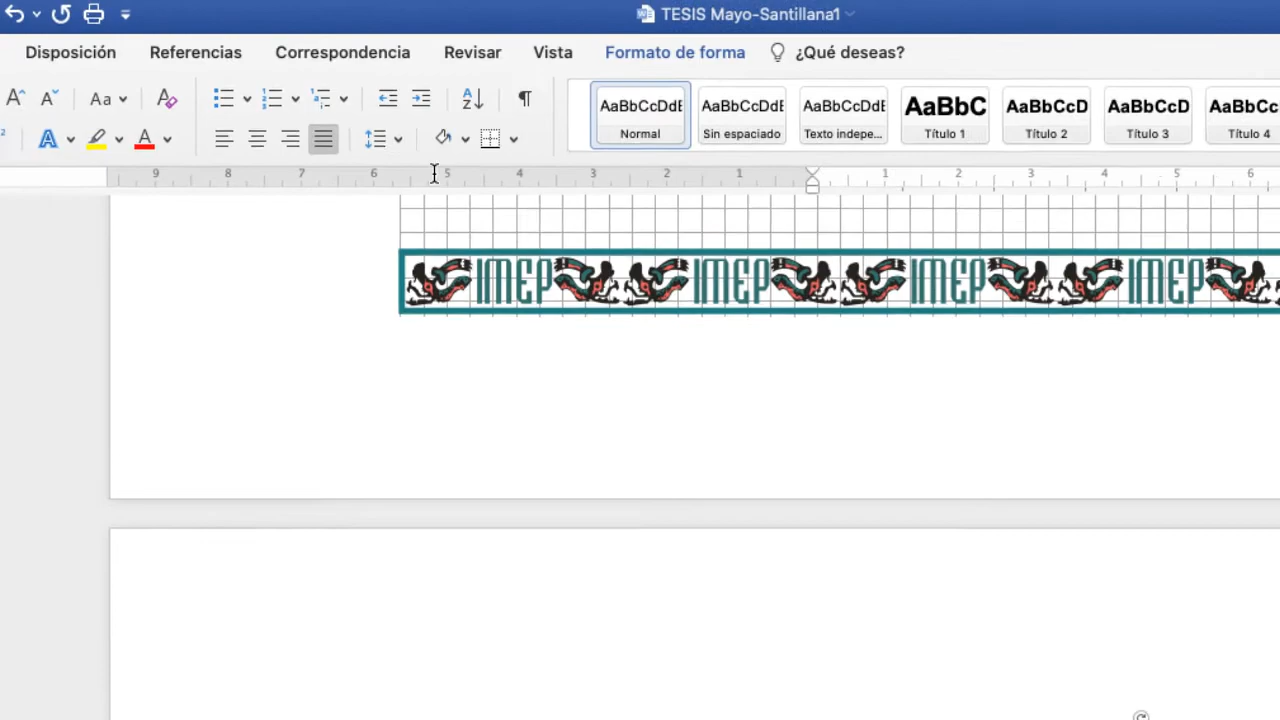 TESIS Mayo-Santillana1
Disposición Referencias Correspondencia Revisar Vista Formato de forma ¿Qué deseas?
Aa
AaBbCcDdE AaBbCcDdE AaBbCcDdE AaBbC AaBbCcD AaBbCcD AaBbCc
Normal Sin espaciado Texto indepe... Título 1 Título 2 Título 3 Título 4
9 8 7 6 5 4 3 2 1 1 2 3 4 5 6
IMEP IMEP IMEP IMEP